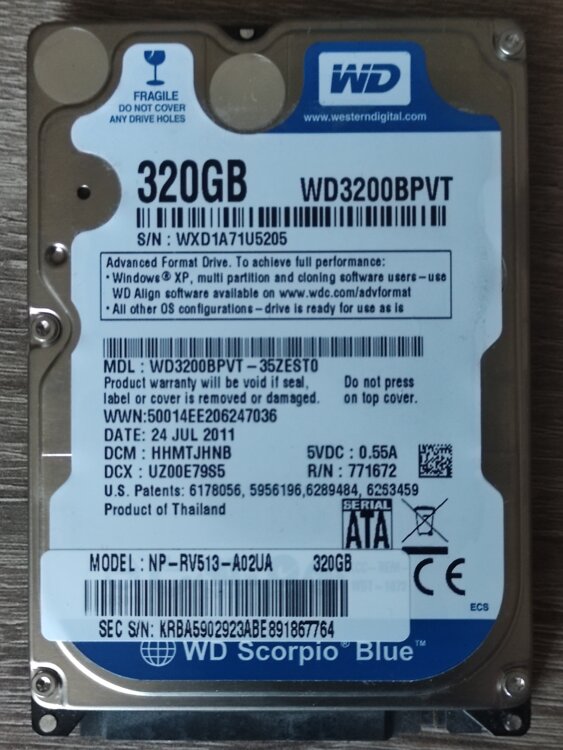 FRAGILE
DO NOT COVER
ANY DRIVE HOLES
WD
www.westerndigital.com
320GB WD3200BPVT
S/N : WXD1A71U5205
Advanced Format Drive. To achieve full performance:
• Windows® XP, multi partition and cloning software users – use
WD Align software available on www.wdc.com/advformat
• All other OS configurations – drive is ready for use as is
MDL : WD3200BPVT – 35ZEST0
Product warranty will be void if seal,
label or cover is removed or damaged.
Do not press
on top cover.
WWN:50014EE206247036
DATE: 24 JUL 2011
DCM : HHMTJHNB 5VDC : 0.55A
DCX : UZ00E79S5 R/N : 771672
U.S. Patents: 6178056, 5956196,6289484, 6253459
Product of Thailand
SERIAL
ATA
MODEL : NP-RV513-A02UA 320GB
CE
SEC S/N: KRBA5902923ABE891867764
ECS
WD Scorpio® Blue™